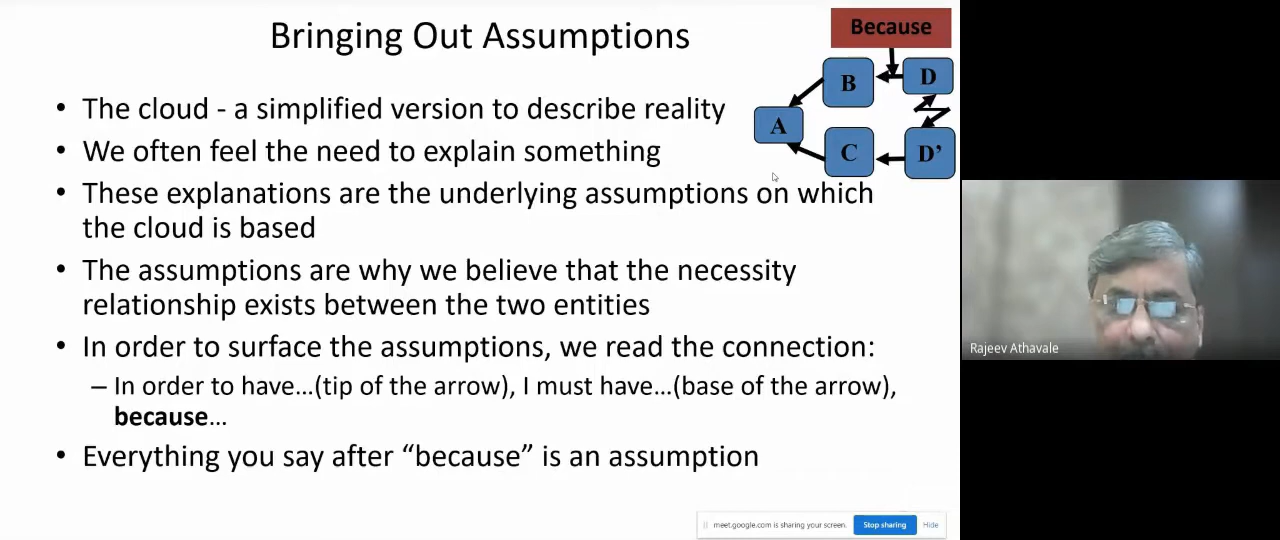 Bringing Out Assumptions
Because
B
D
A
C
D’
• The cloud - a simplified version to describe reality
• We often feel the need to explain something
• These explanations are the underlying assumptions on which
the cloud is based
• The assumptions are why we believe that the necessity
relationship exists between the two entities
• In order to surface the assumptions, we read the connection:
– In order to have…(tip of the arrow), I must have…(base of the arrow),
because…
• Everything you say after “because” is an assumption
Rajeev Athavale
meet.google.com is sharing your screen.
Stop sharing
Hide